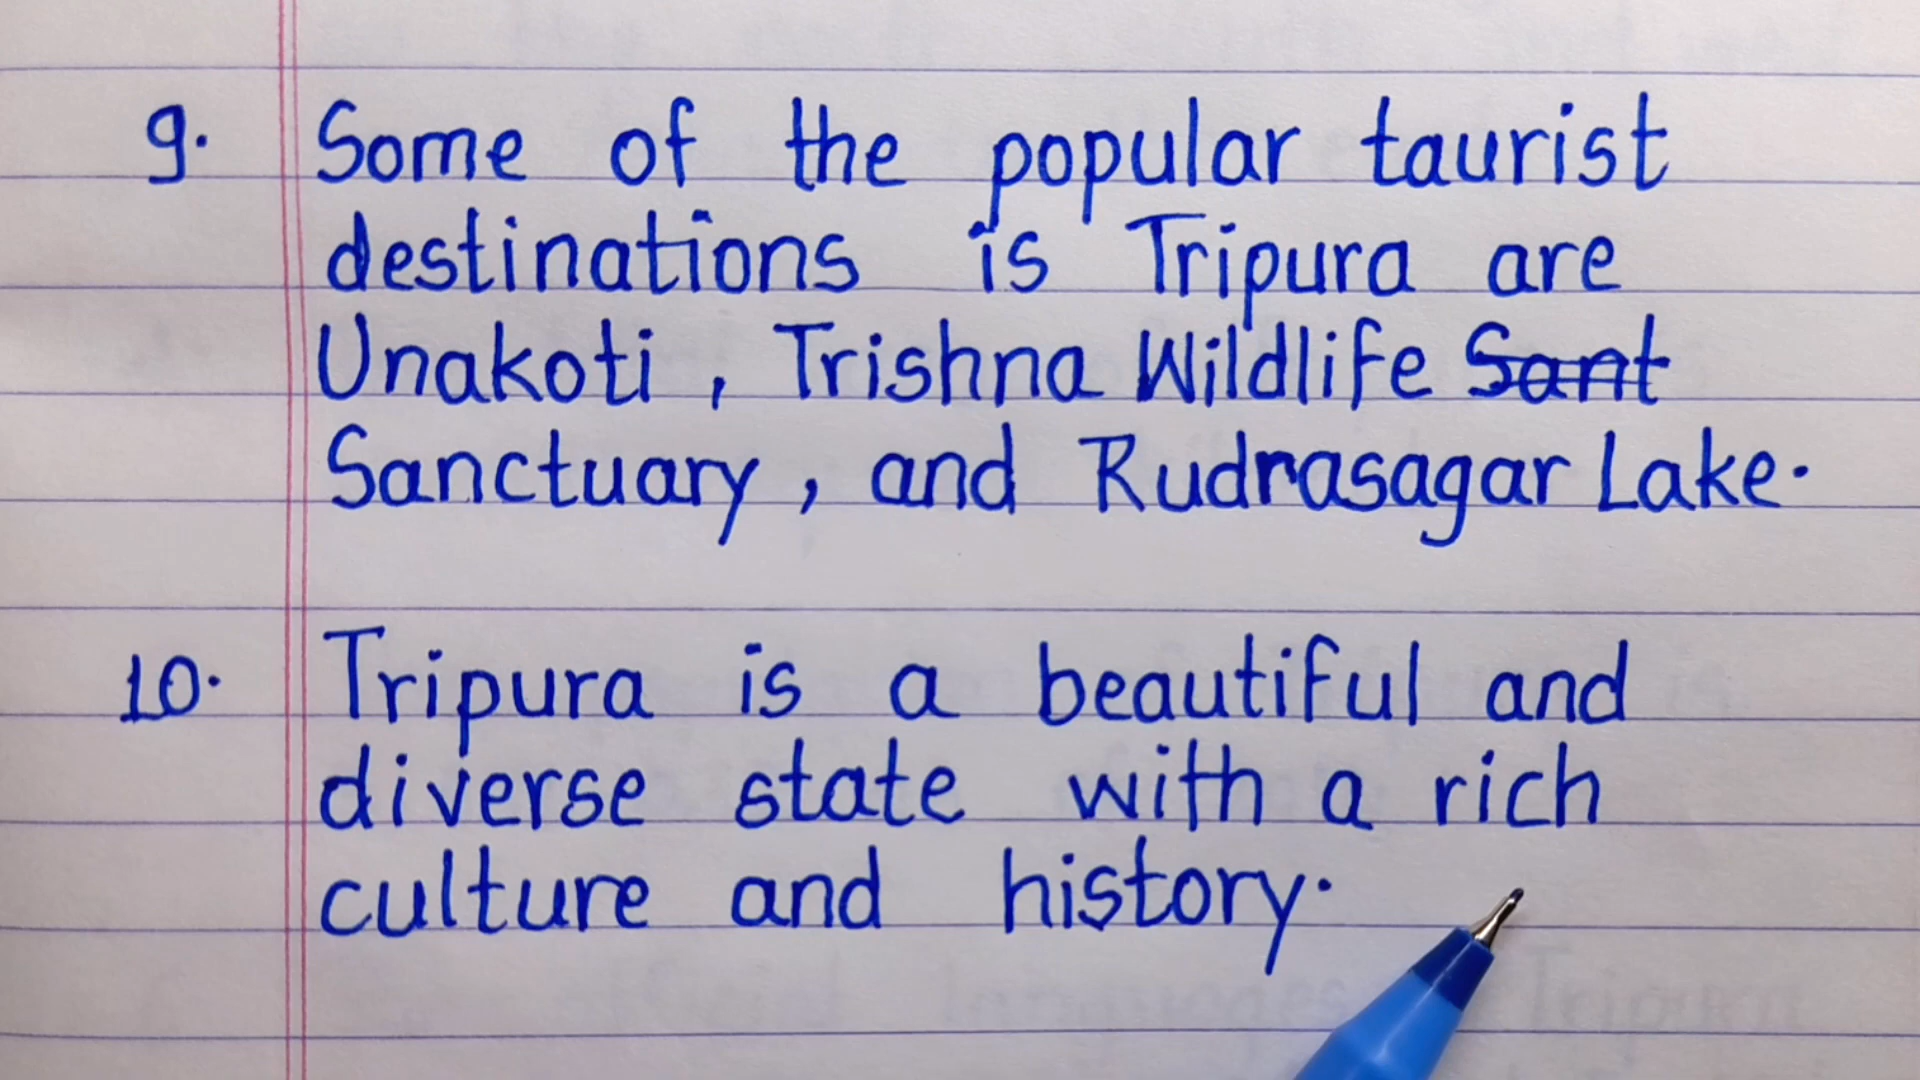 9. Some of the popular taurist
destinations is Tripura are
Unakoti, Trishna Wildlife Sant
Sanctuary, and Rudrasagar Lake.
10. Tripura is a beautiful and
diverse state with a rich
culture and history.